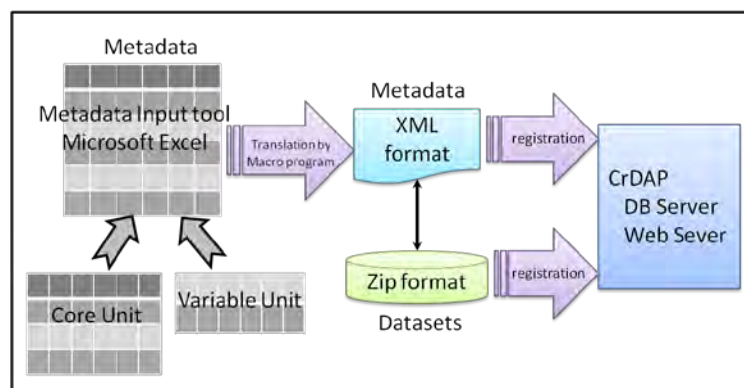 Metadata
Metadata Input tool
Microsoft Excel
Core Unit
Variable Unit
Translation by
Macro program
Metadata
XML
format
registration
Zip format
Datasets
registration
CrDAP
DB Server
Web Sever